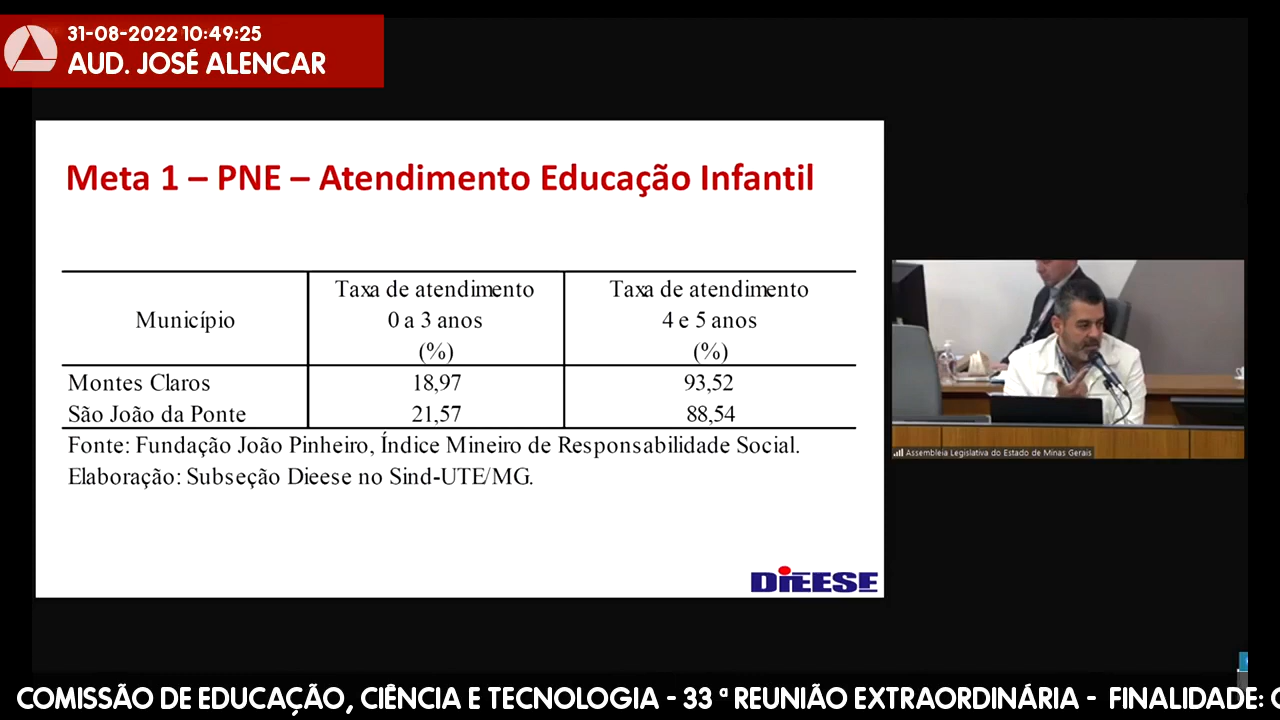 31-08-2022 10:49:25
AUD. JOSÉ ALENCAR
Meta 1 – PNE – Atendimento Educação Infantil
Município
Taxa de atendimento
0 a 3 anos
(%)
Taxa de atendimento
4 e 5 anos
(%)
Montes Claros 18,97 93,52
São João da Ponte 21,57 88,54
Fonte: Fundação João Pinheiro, Índice Mineiro de Responsabilidade Social.
Elaboração: Subseção Dieese no Sind-UTE/MG.
DIEESE
Assembleia Legislativa do Estado de Minas Gerais
COMISSÃO DE EDUCAÇÃO, CIÊNCIA E TECNOLOGIA - 33 ª REUNIÃO EXTRAORDINÁRIA - FINALIDADE: